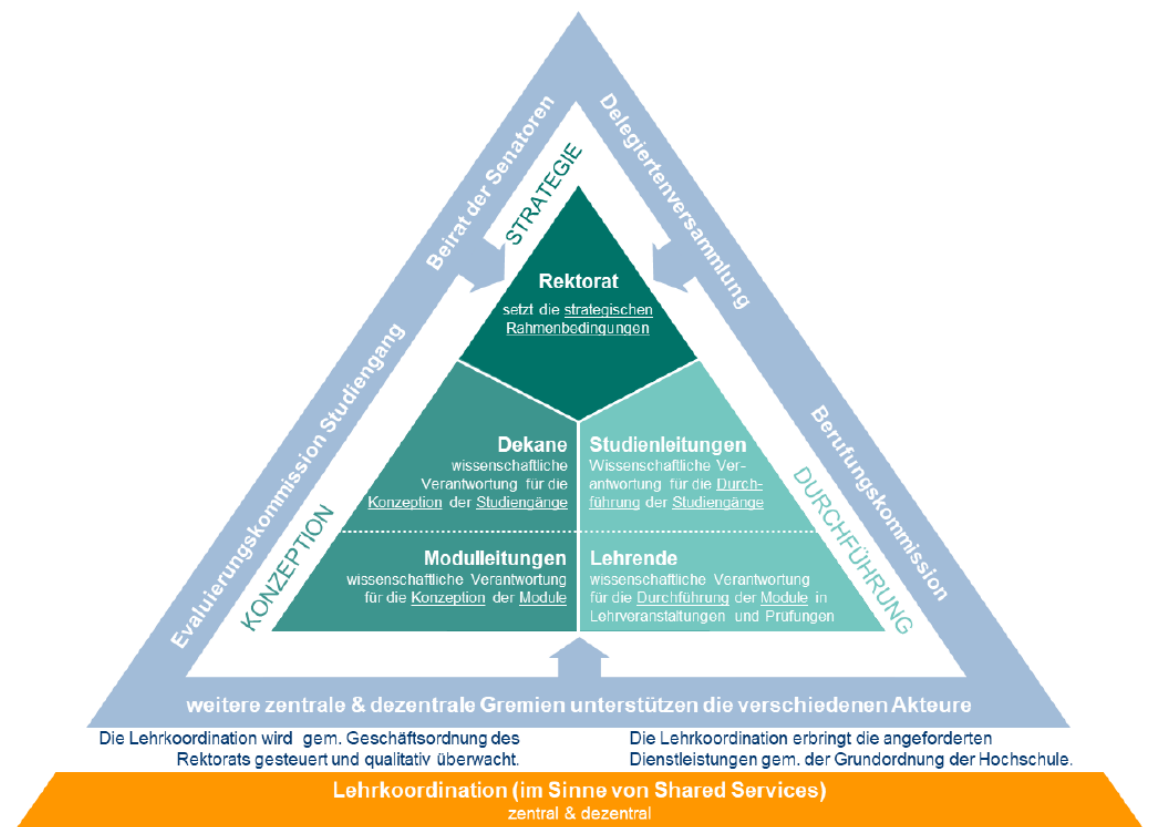 Beirat der Senatoren
Delegiertenversammlung
STRATEGIE
Rektorat
setzt die strategischen
Rahmenbedingungen
Evaluierungskommission Studiengang
Berufungskommission
KONZEPTION
DURCHFÜHRUNG
Dekane
wissenschaftliche
Verantwortung für die
Konzeption der Studiengänge
Studienleitungen
Wissenschaftliche Ver-
antwortung für die Durch-
führung der Studiengänge
Modulleitungen
wissenschaftliche Verantwortung
für die Konzeption der Module
Lehrende
wissenschaftliche Verantwortung
für die Durchführung der Module in
Lehrveranstaltungen und Prüfungen
weitere zentrale & dezentrale Gremien unterstützen die verschiedenen Akteure
Die Lehrkoordination wird gem. Geschäftsordnung des
Rektorats gesteuert und qualitativ überwacht.
Die Lehrkoordination erbringt die angeforderten
Dienstleistungen gem. der Grundordnung der Hochschule.
Lehrkoordination (im Sinne von Shared Services)
zentral & dezentral